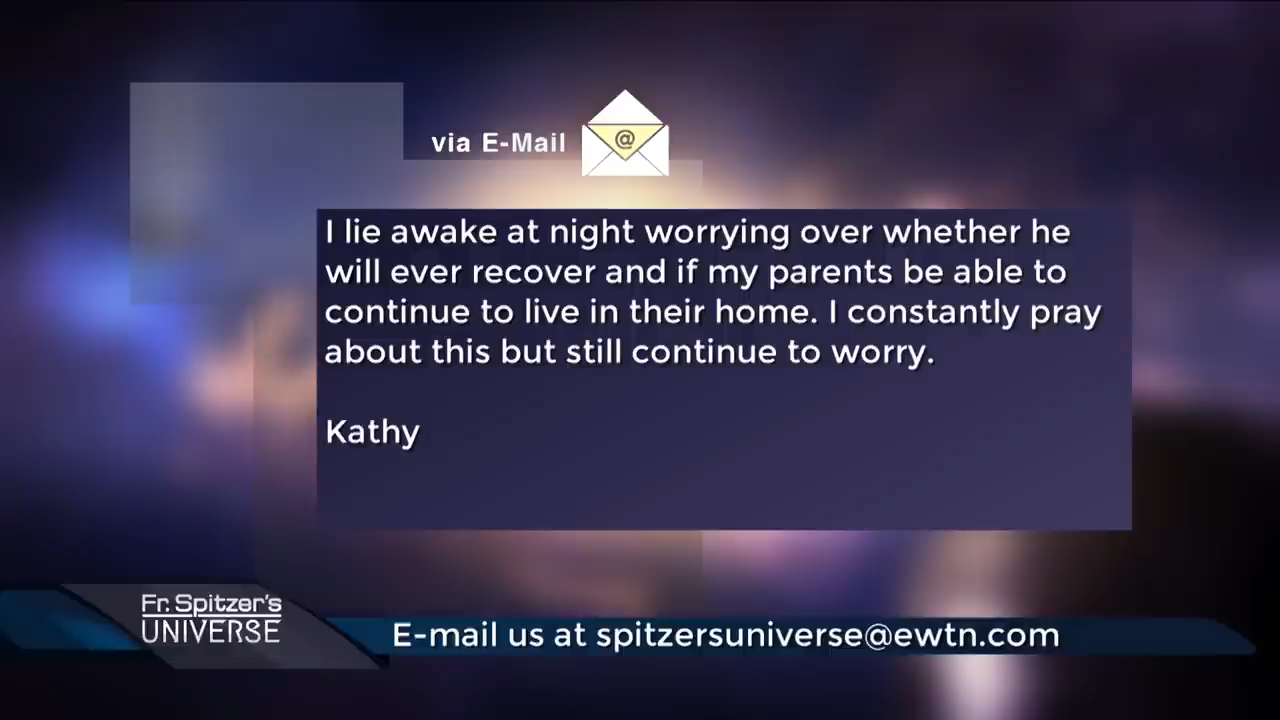 via E-Mail
@
I lie awake at night worrying over whether he
will ever recover and if my parents be able to
continue to live in their home. I constantly pray
about this but still continue to worry.
Kathy
Fr. Spitzer's
UNIVERSE
E-mail us at spitzersuniverse@ewtn.com